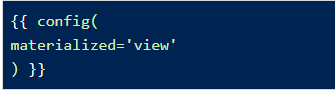 {{ config(
materialized='view'
) }}